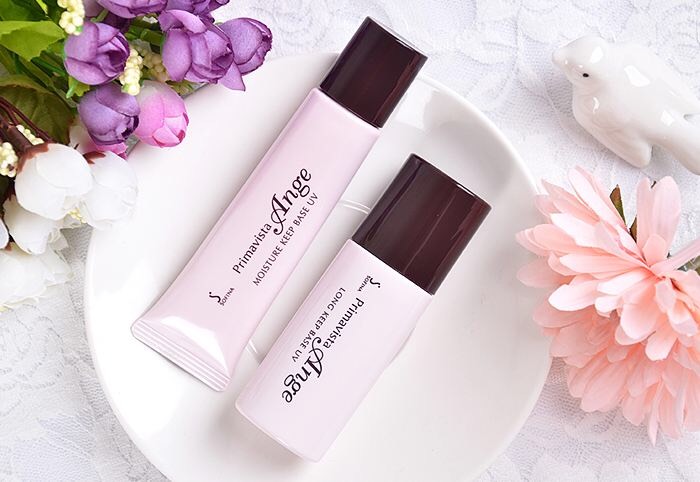 Primavista
Ange
MOISTURE KEEP BASE UV
SOFINA
SOFINA
Primavista
Ange
LONG KEEP BASE UV